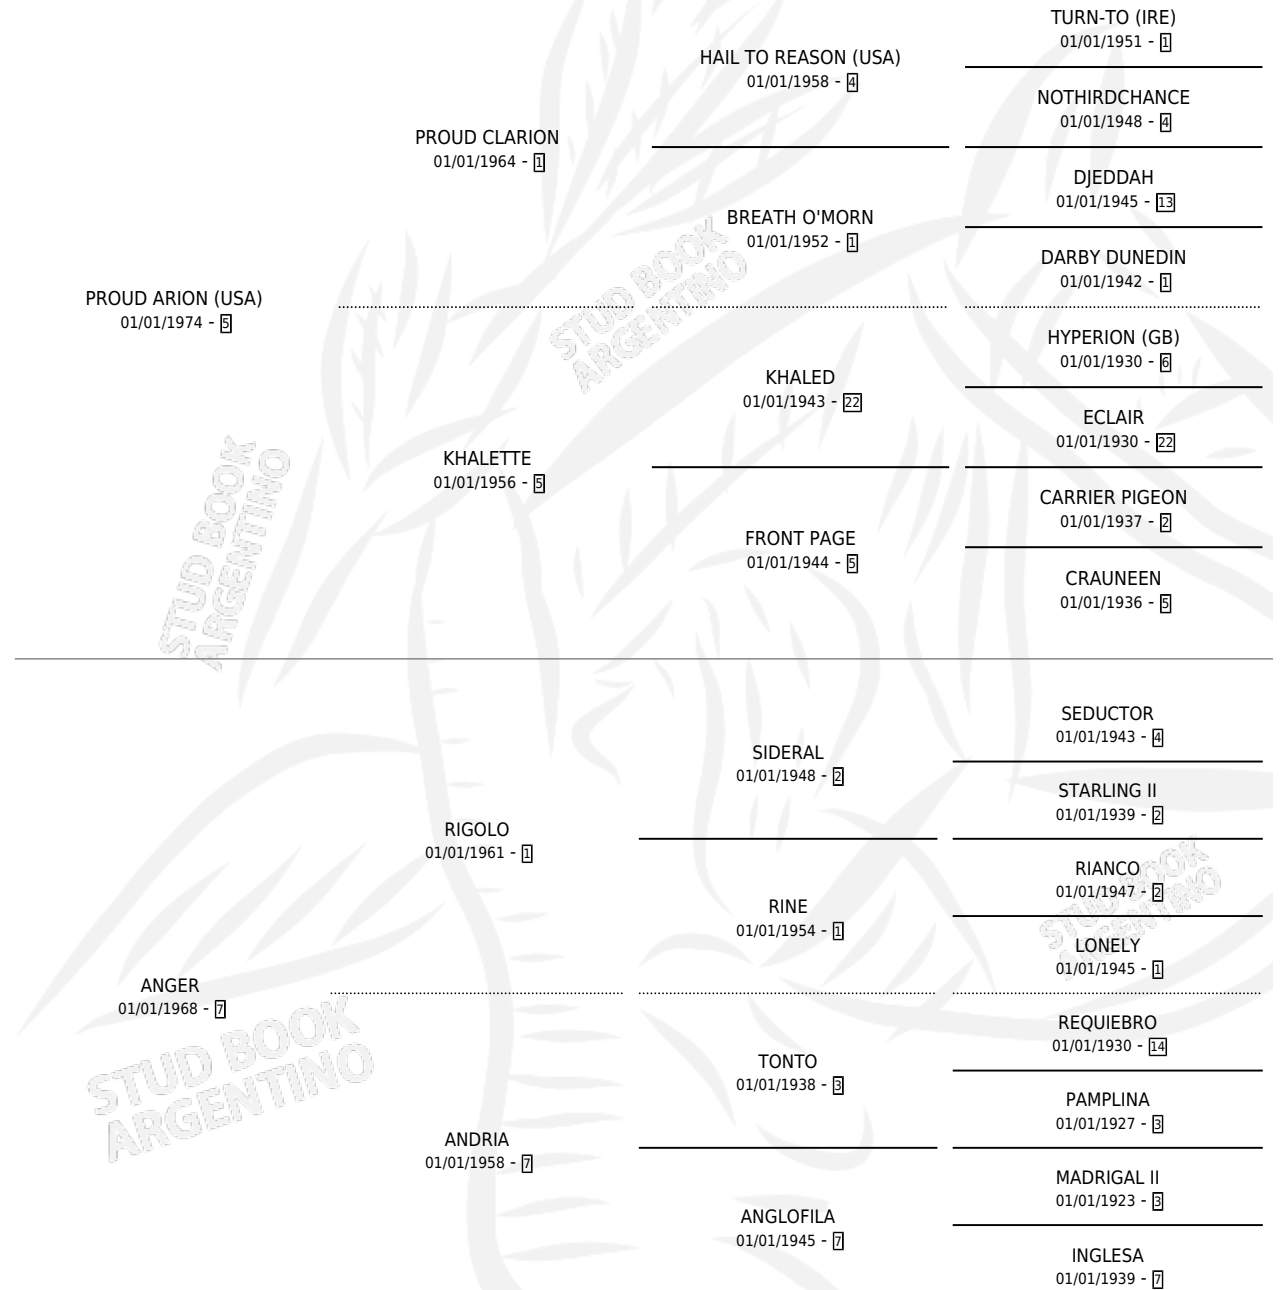 TURN-TO (IRE)
01/01/1951 - 1
HAIL TO REASON (USA)
01/01/1958 - 4
NOTHIRDCHANCE
01/01/1948 - 4
PROUD CLARION
01/01/1964 - 1
DJEDDAH
01/01/1945 - 13
BREATH O'MORN
01/01/1952 - 1
DARBY DUNEDIN
01/01/1942 - 1
PROUD ARION (USA)
01/01/1974 - 5
HYPERION (GB)
01/01/1930 - 6
KHALED
01/01/1943 - 22
ECLAIR
01/01/1930 - 22
KHALETTE
01/01/1956 - 5
CARRIER PIGEON
01/01/1937 - 2
FRONT PAGE
01/01/1944 - 5
CRAUNEEN
01/01/1936 - 5
SEDUCTOR
01/01/1943 - 4
SIDERAL
01/01/1948 - 2
STARLING II
01/01/1939 - 2
RIGOLO
01/01/1961 - 1
RIANCO
01/01/1947 - 2
RINE
01/01/1954 - 1
LONELY
01/01/1945 - 1
ANGER
01/01/1968 - 7
REQUIEBRO
01/01/1930 - 14
TONTO
01/01/1938 - 3
PAMPLINA
01/01/1927 - 3
ANDRIA
01/01/1958 - 7
MADRIGAL II
01/01/1923 - 3
ANGLOFILA
01/01/1945 - 7
INGLESA
01/01/1939 - 7
STUD BOOK
ARGENTINO
STUD BOOK
ARGENTINO
STUD BOOK
ARGENTINO
STUD BOOK
ARGENTINO